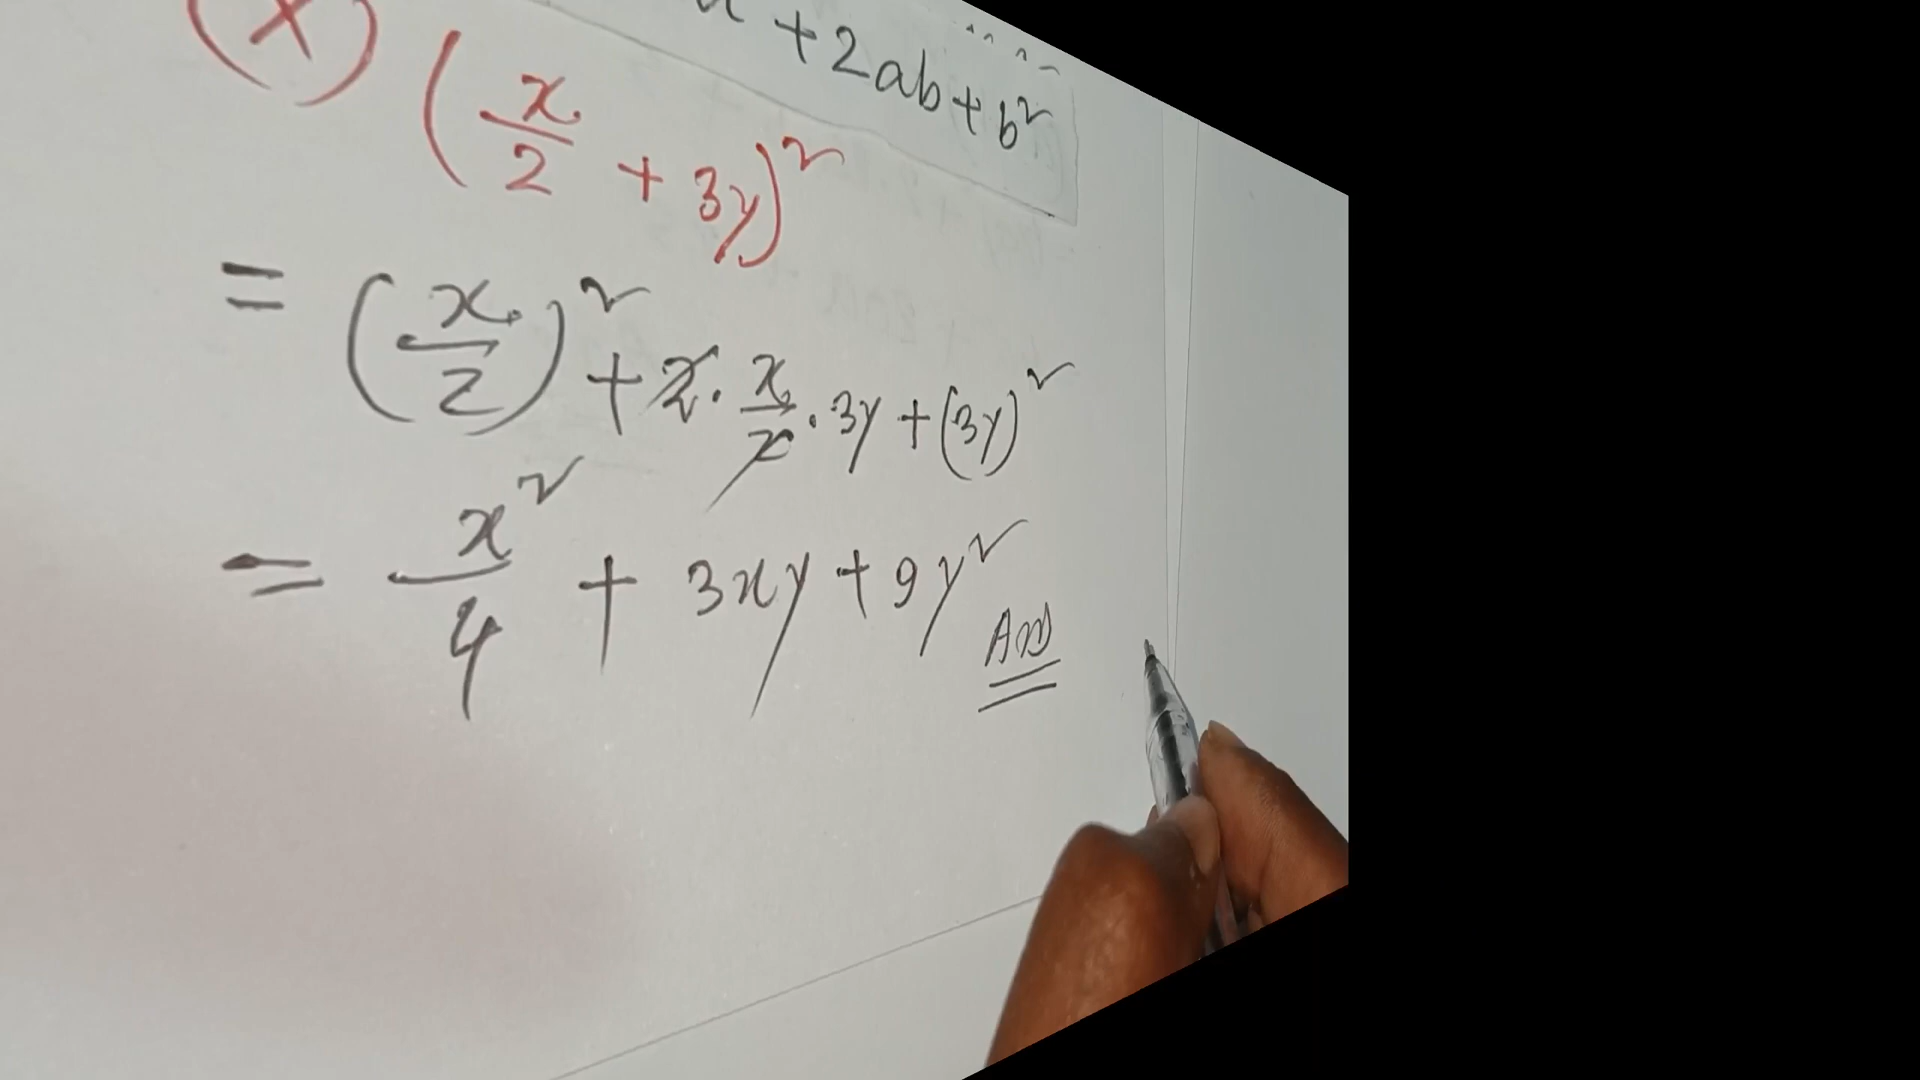 +2ab+b²
(x) (x/2 + 3y)²
= (x/2)² + 2 · x/2 · 3y + (3y)²
= x²/4 + 3xy + 9y² Ans